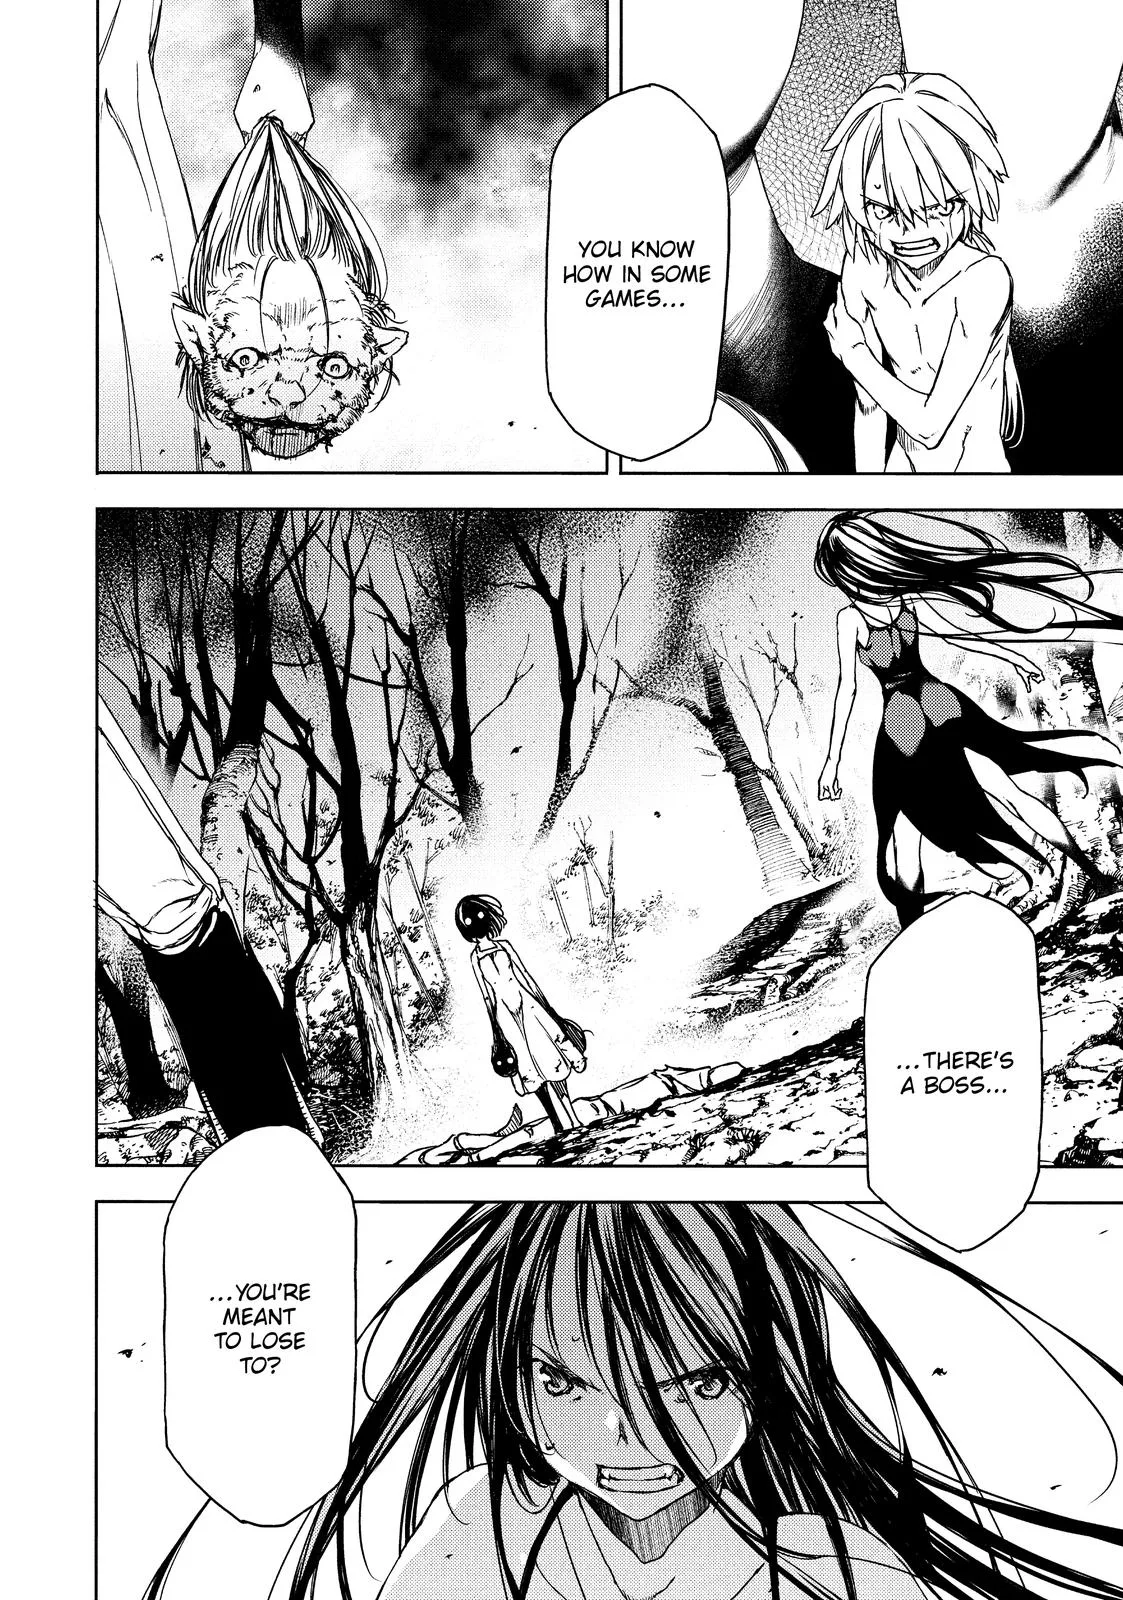 YOU KNOW
HOW IN SOME
GAMES...
...THERE'S
A BOSS...
...YOU'RE
MEANT
TO LOSE
TO?